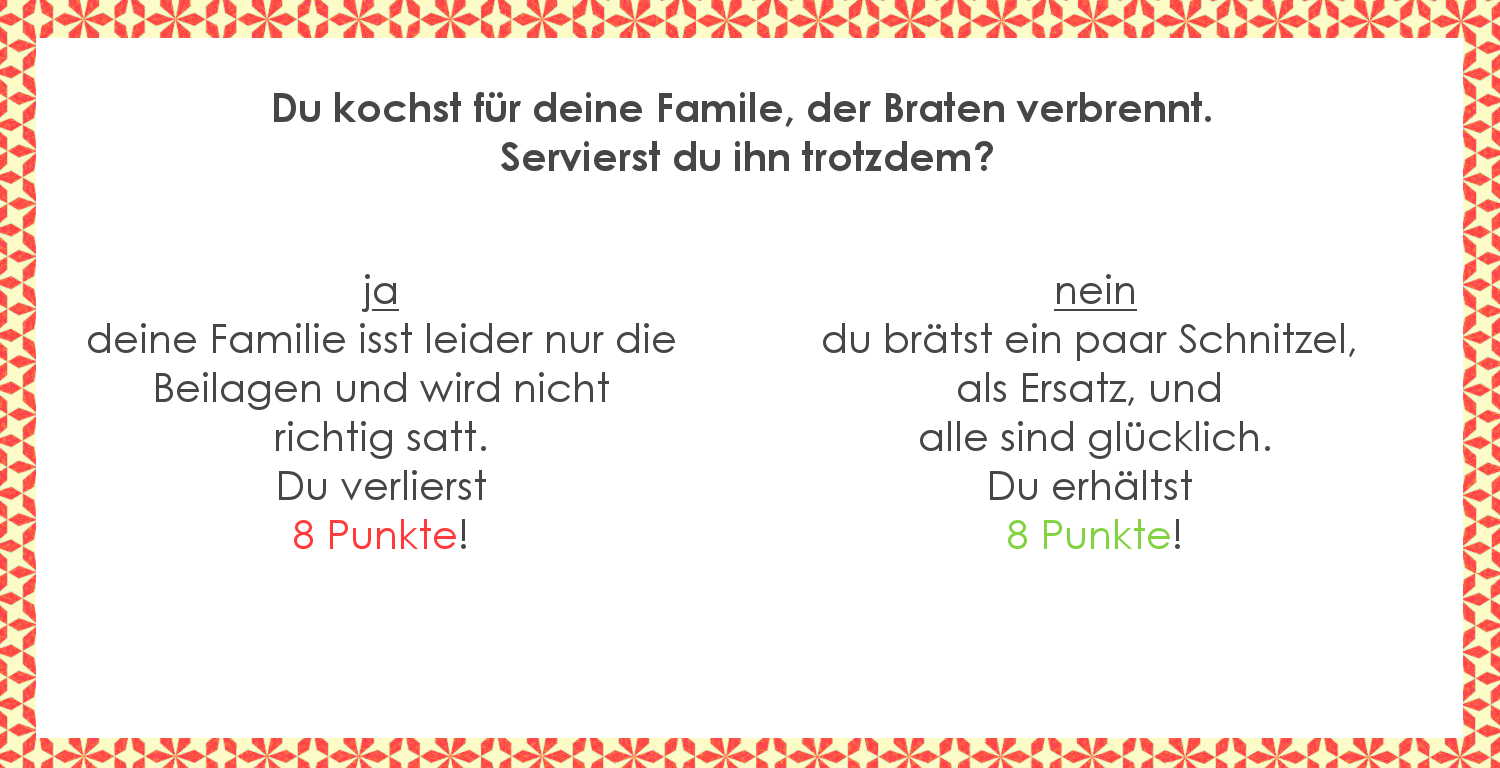 Du kochst für deine Famile, der Braten verbrennt.
Servierst du ihn trotzdem?
ja
deine Familie isst leider nur die
Beilagen und wird nicht
richtig satt.
Du verlierst
8 Punkte!
nein
du brätst ein paar Schnitzel,
als Ersatz, und
alle sind glücklich.
Du erhältst
8 Punkte!